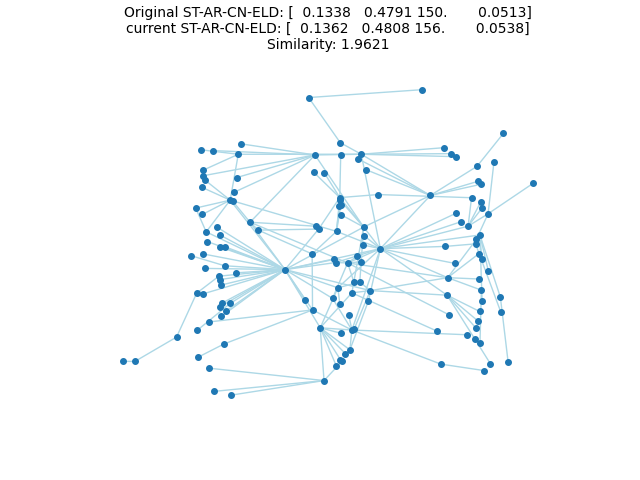 Original ST-AR-CN-ELD: [  0.1338   0.4791 150.       0.0513]
current ST-AR-CN-ELD: [  0.1362   0.4808 156.       0.0538]
Similarity: 1.9621